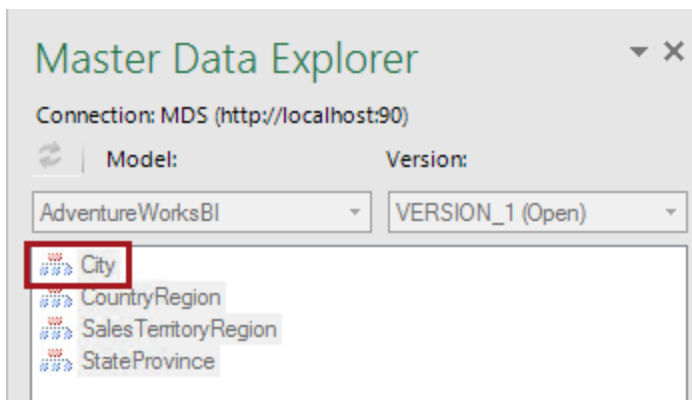 Master Data Explorer
Connection: MDS (http://localhost:90)
Model: Version:
AdventureWorksBI VERSION_1 (Open)
City
CountryRegion
SalesTerritoryRegion
StateProvince